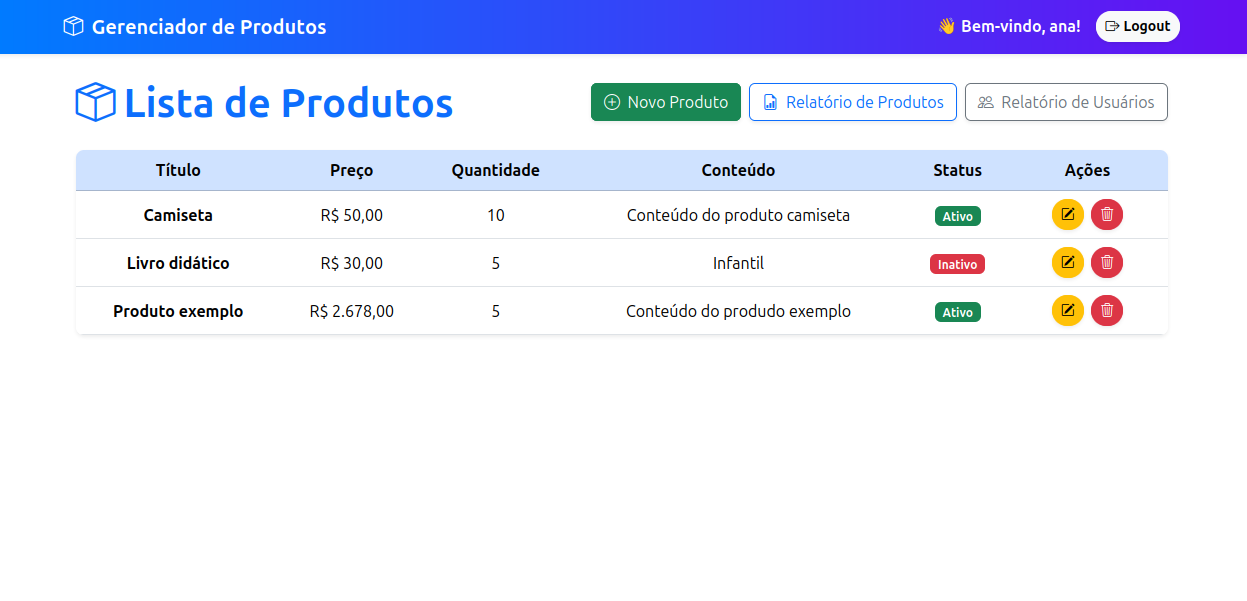 Gerenciador de Produtos
👋 Bem-vindo, ana! Logout
Lista de Produtos
Novo Produto Relatório de Produtos Relatório de Usuários
Título Preço Quantidade Conteúdo Status Ações
Camiseta R$ 50,00 10 Conteúdo do produto camiseta Ativo
Livro didático R$ 30,00 5 Infantil Inativo
Produto exemplo R$ 2.678,00 5 Conteúdo do produdo exemplo Ativo